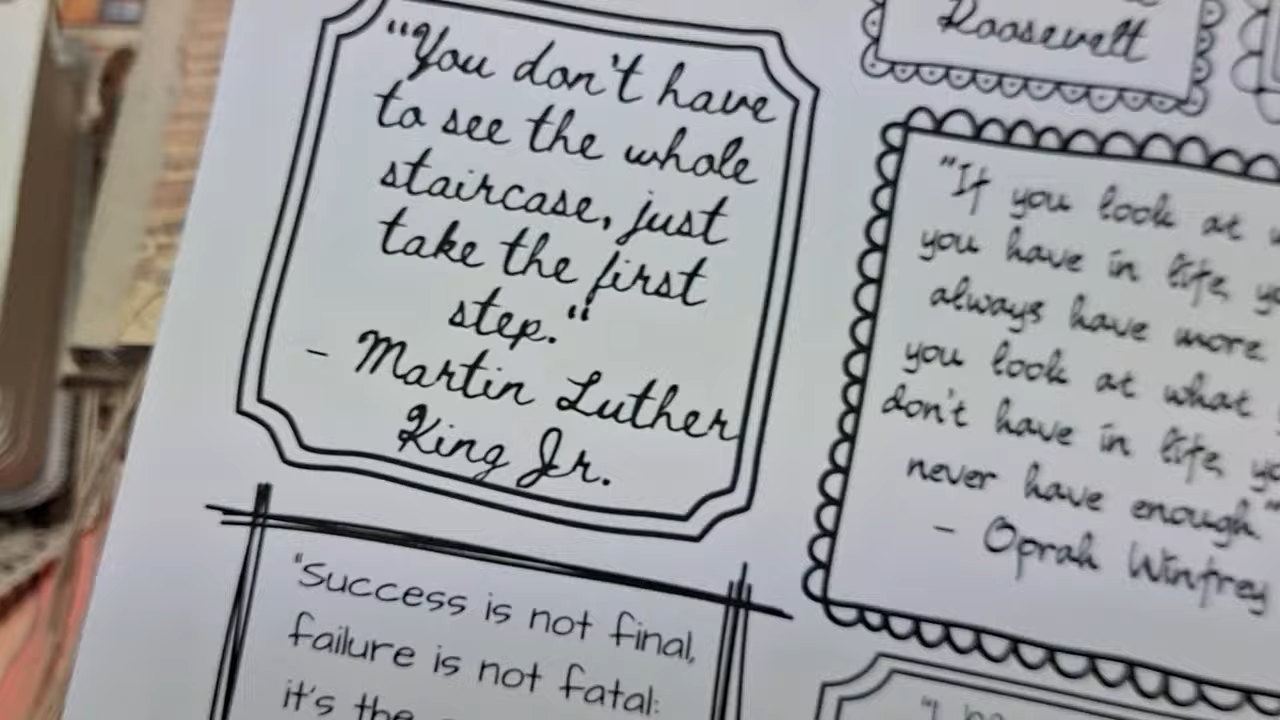 "You don't have
to see the whole
staircase, just
take the first
step."
- Martin Luther
King Jr.
Roosevelt
"If you look at
you have in life,
always have more
you look at what
don't have in life,
never have enough."
- Oprah Winfrey
"Success is not final,
failure is not fatal:
it's the